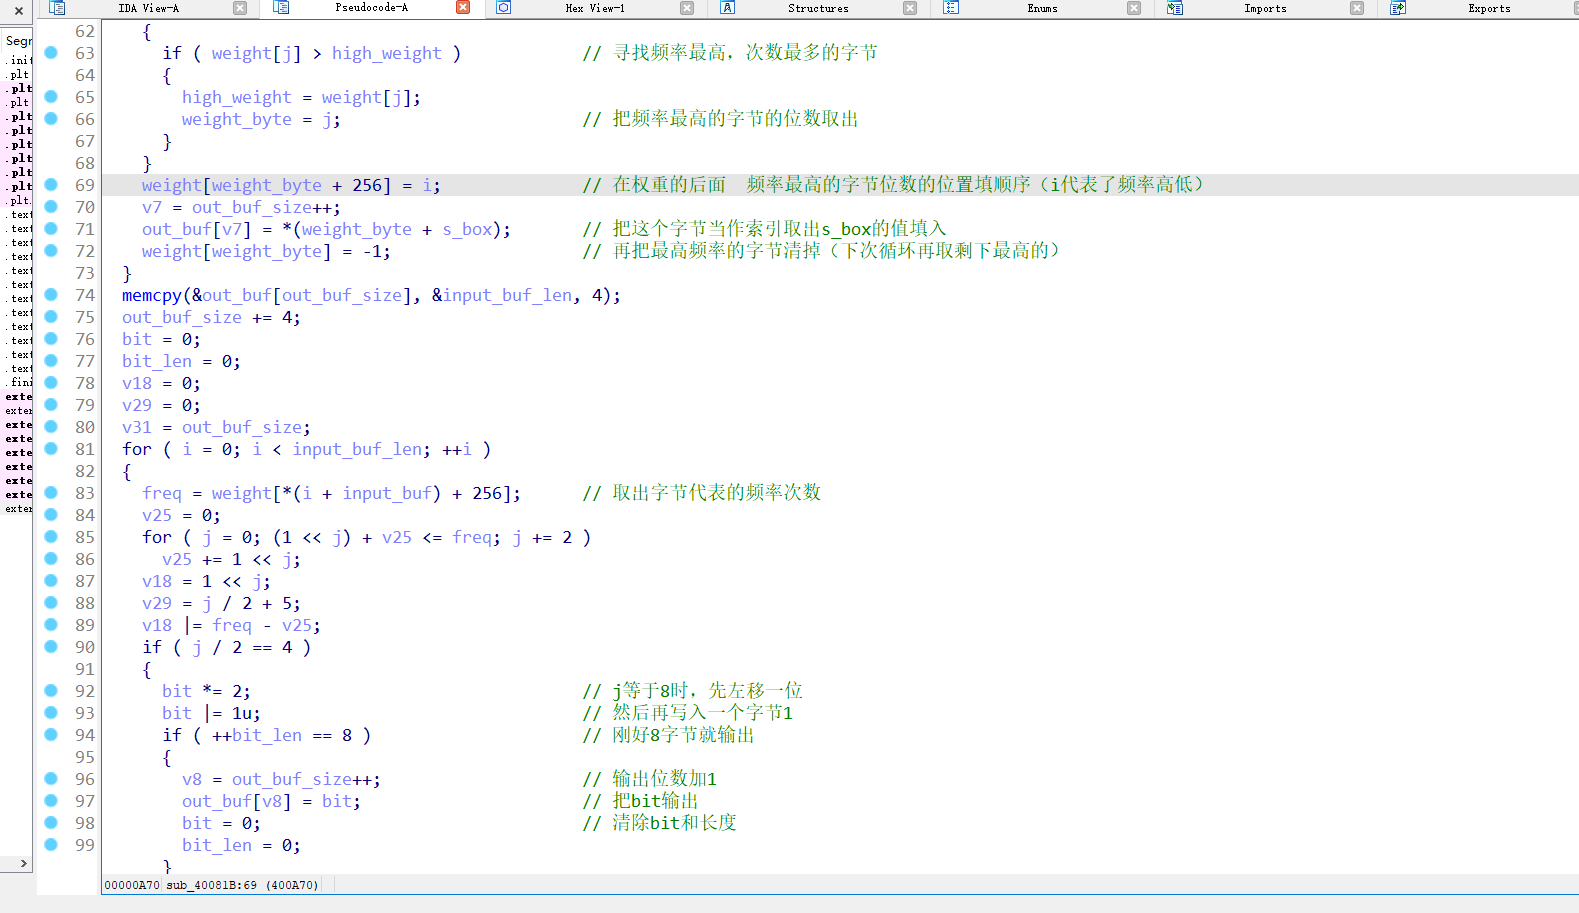 IDA View-A
Pseudocode-A
Hex View-1
Structures
Enums
Imports
Exports
Segr
.init
.plt
.plt
.plt
.plt
.plt
.plt
.plt
.plt
.plt
.plt.
.text
.text
.text
.text
.text
.text
.text
.text
.text
.text
.text
.text
.fini
exte
exter
exte
exte
exte
exte
exte
exte
exter
62 {
63 if ( weight[j] > high_weight ) // 寻找频率最高，次数最多的字节
64 {
65 high_weight = weight[j];
66 weight_byte = j; // 把频率最高的字节的位数取出
67 }
68 }
69 weight[weight_byte + 256] = i; // 在权重的后面 频率最高的字节位数的位置填顺序（i代表了频率高低）
70 v7 = out_buf_size++;
71 out_buf[v7] = *(weight_byte + s_box); // 把这个字节当作索引取出s_box的值填入
72 weight[weight_byte] = -1; // 再把最高频率的字节清掉（下次循环再取剩下最高的）
73 }
74 memcpy(&out_buf[out_buf_size], &input_buf_len, 4);
75 out_buf_size += 4;
76 bit = 0;
77 bit_len = 0;
78 v18 = 0;
79 v29 = 0;
80 v31 = out_buf_size;
81 for ( i = 0; i < input_buf_len; ++i )
82 {
83 freq = weight[*(i + input_buf) + 256]; // 取出字节代表的频率次数
84 v25 = 0;
85 for ( j = 0; (1 << j) + v25 <= freq; j += 2 )
86 v25 += 1 << j;
87 v18 = 1 << j;
88 v29 = j / 2 + 5;
89 v18 |= freq - v25;
90 if ( j / 2 == 4 )
91 {
92 bit *= 2; // j等于8时，先左移一位
93 bit |= 1u; // 然后再写入一个字节1
94 if ( ++bit_len == 8 ) // 刚好8字节就输出
95 {
96 v8 = out_buf_size++; // 输出位数加1
97 out_buf[v8] = bit; // 把bit输出
98 bit = 0; // 清除bit和长度
99 bit_len = 0;
}
00000A70 sub_40081B:69 (400A70)